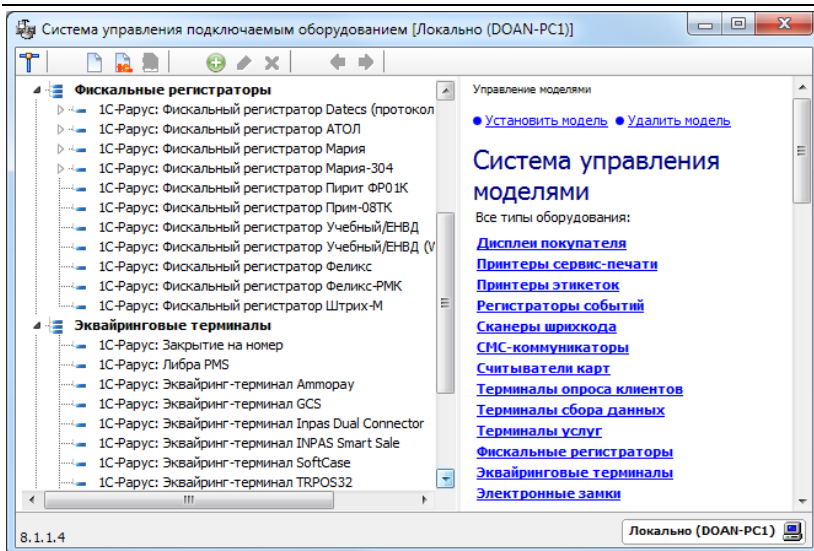 Система управления подключаемым оборудованием [Локально (DOAN-PC1)]
Фискальные регистраторы
1С-Рарус: Фискальный регистратор Datecs (протокол
1С-Рарус: Фискальный регистратор АТОЛ
1С-Рарус: Фискальный регистратор Мария
1С-Рарус: Фискальный регистратор Мария-304
1С-Рарус: Фискальный регистратор Пирит ФР01К
1С-Рарус: Фискальный регистратор Прим-08ТК
1С-Рарус: Фискальный регистратор Учебный/ЕНВД
1С-Рарус: Фискальный регистратор Учебный/ЕНВД (V
1С-Рарус: Фискальный регистратор Феликс
1С-Рарус: Фискальный регистратор Феликс-РМК
1С-Рарус: Фискальный регистратор Штрих-М
Эквайринговые терминалы
1С-Рарус: Закрытие на номер
1С-Рарус: Либра PMS
1С-Рарус: Эквайринг-терминал Ammopay
1С-Рарус: Эквайринг-терминал GCS
1С-Рарус: Эквайринг-терминал Inpas Dual Connector
1С-Рарус: Эквайринг-терминал INPAS Smart Sale
1С-Рарус: Эквайринг-терминал SoftCase
1С-Рарус: Эквайринг-терминал TRPOS32
Управление моделями
Установить модель Удалить модель
Система управления
моделями
Все типы оборудования:
Дисплеи покупателя
Принтеры сервис-печати
Принтеры этикеток
Регистраторы событий
Сканеры шрихкода
СМС-коммуникаторы
Считыватели карт
Терминалы опроса клиентов
Терминалы сбора данных
Терминалы услуг
Фискальные регистраторы
Эквайринговые терминалы
Электронные замки
8.1.1.4
Локально (DOAN-PC1)